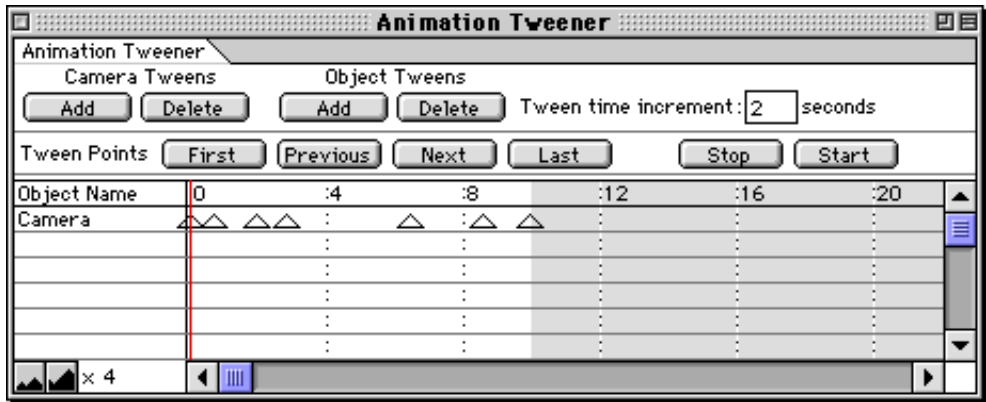 Animation Tweener
Animation Tweener
Camera Tweens Object Tweens
Add Delete Add Delete Tween time increment: 2 seconds
Tween Points First Previous Next Last Stop Start
Object Name 0 :4 :8 :12 :16 :20
Camera
× 4